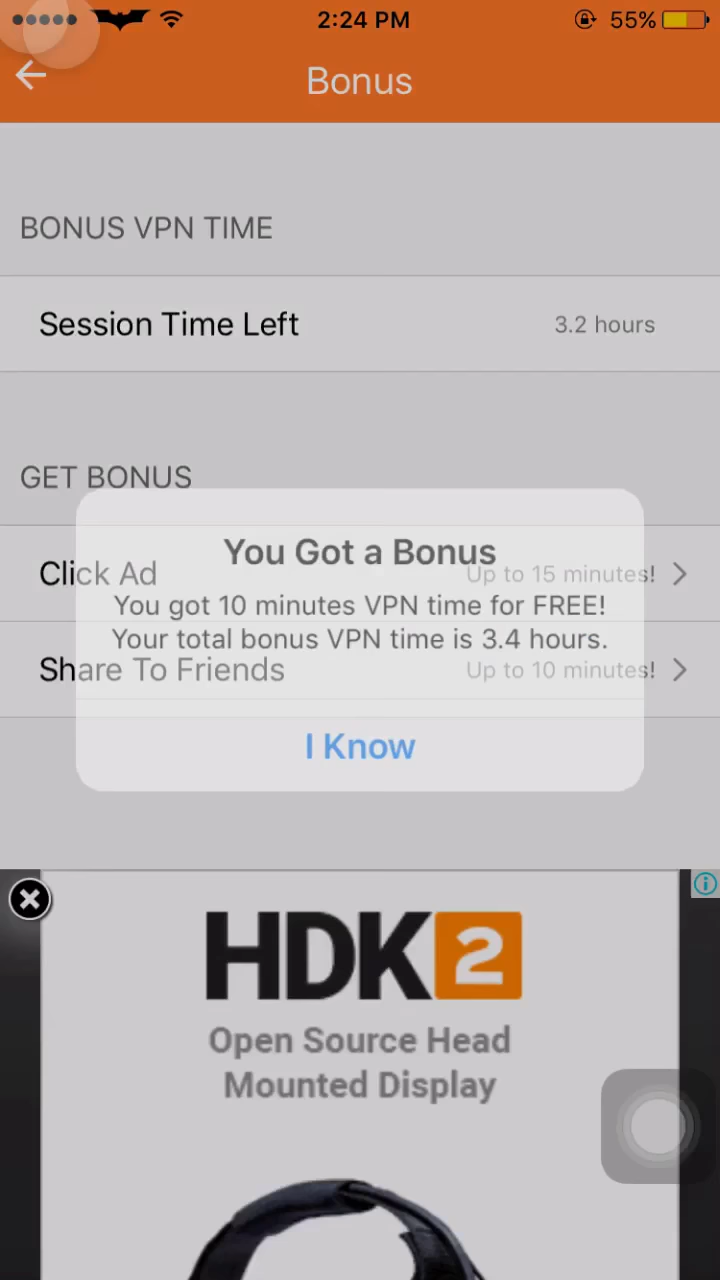 2:24 PM
55%
Bonus
BONUS VPN TIME
Session Time Left
3.2 hours
GET BONUS
You Got a Bonus
Click Ad
Up to 15 minutes!
You got 10 minutes VPN time for FREE!
Your total bonus VPN time is 3.4 hours.
Share To Friends
Up to 10 minutes!
I Know
HDK2
Open Source Head
Mounted Display